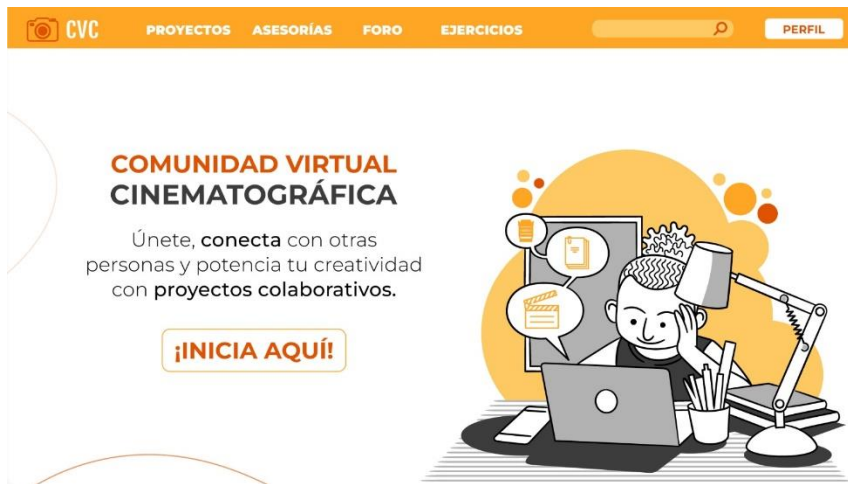 CVC PROYECTOS ASESORÍAS FORO EJERCICIOS PERFIL
COMUNIDAD VIRTUAL
CINEMATOGRÁFICA
Únete, conecta con otras
personas y potencia tu creatividad
con proyectos colaborativos.
¡INICIA AQUÍ!